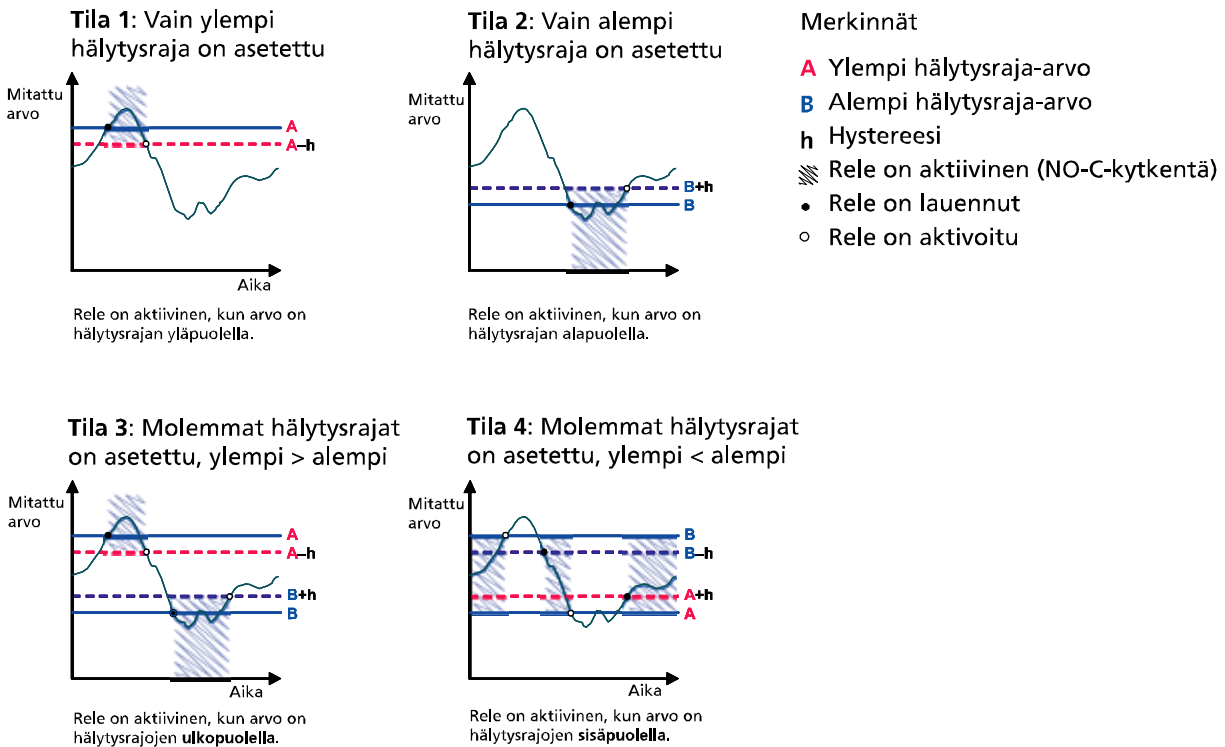 Tila 1: Vain ylempi
hälytysraja on asetettu
Mitattu
arvo
A
A–h
Aika
Rele on aktiivinen, kun arvo on
hälytysrajan yläpuolella.
Tila 2: Vain alempi
hälytysraja on asetettu
Mitattu
arvo
B+h
B
Aika
Rele on aktiivinen, kun arvo on
hälytysrajan alapuolella.
Merkinnät
A Ylempi hälytysraja-arvo
B Alempi hälytysraja-arvo
h Hystereesi
Rele on aktiivinen (NO-C-kytkentä)
Rele on lauennut
Rele on aktivoitu
Tila 3: Molemmat hälytysrajat
on asetettu, ylempi > alempi
Mitattu
arvo
A
A–h
B+h
B
Aika
Rele on aktiivinen, kun arvo on
hälytysrajojen ulkopuolella.
Tila 4: Molemmat hälytysrajat
on asetettu, ylempi < alempi
Mitattu
arvo
B
B–h
A+h
A
Aika
Rele on aktiivinen, kun arvo on
hälytysrajojen sisäpuolella.